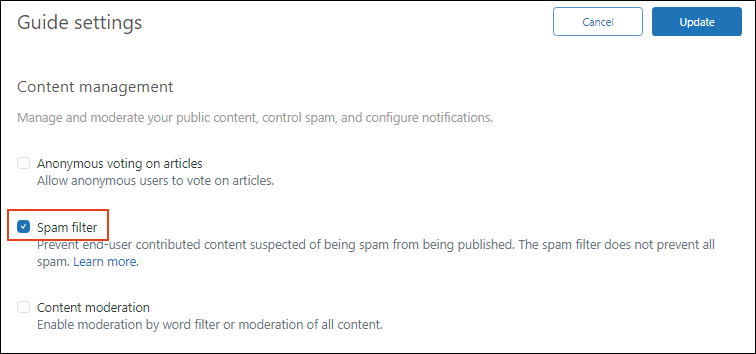 Guide settings
Cancel
Update
Content management
Manage and moderate your public content, control spam, and configure notifications.
Anonymous voting on articles
Allow anonymous users to vote on articles.
Spam filter
Prevent end-user contributed content suspected of being spam from being published. The spam filter does not prevent all
spam. Learn more.
Content moderation
Enable moderation by word filter or moderation of all content.